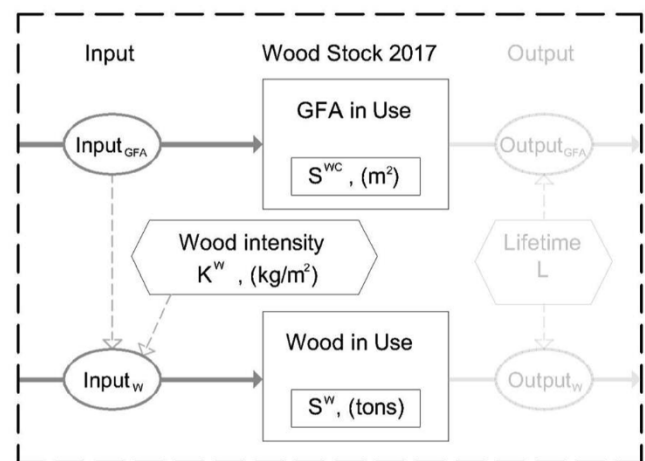 Input Wood Stock 2017 Output
GFA in Use
Input_GFA Output_GFA
S^WC , (m²)
Wood intensity Lifetime
K^W , (kg/m²) L
Wood in Use
Input_W Output_W
S^W, (tons)